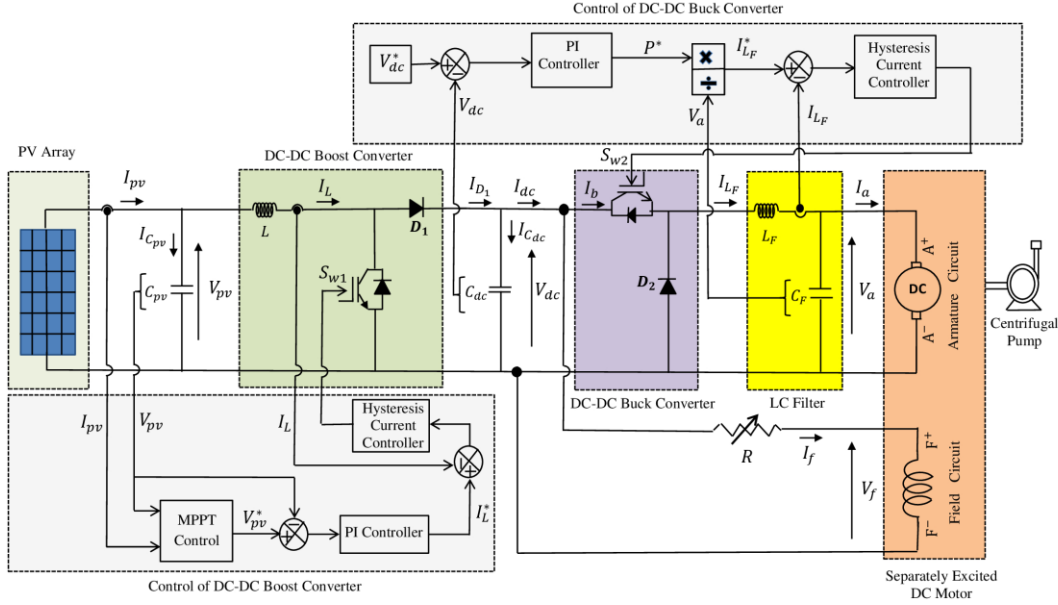 Control of DC-DC Buck Converter
V*dc
PI
Controller
P*
I*LF
Hysteresis
Current
Controller
Vdc
Va
ILF
PV Array
DC-DC Boost Converter
Sw2
Ipv
IL
ID1
Idc
Ib
ILF
Ia
L
D1
LF
ICpv
ICdc
Sw1
Cpv
Vpv
Cdc
Vdc
D2
CF
Va
A+
DC
A-
Armature Circuit
Centrifugal
Pump
DC-DC Buck Converter
LC Filter
Ipv
Vpv
IL
Hysteresis
Current
Controller
R
If
Vf
F+
F-
Field Circuit
MPPT
Control
V*pv
PI Controller
I*L
Control of DC-DC Boost Converter
Separately Excited
DC Motor